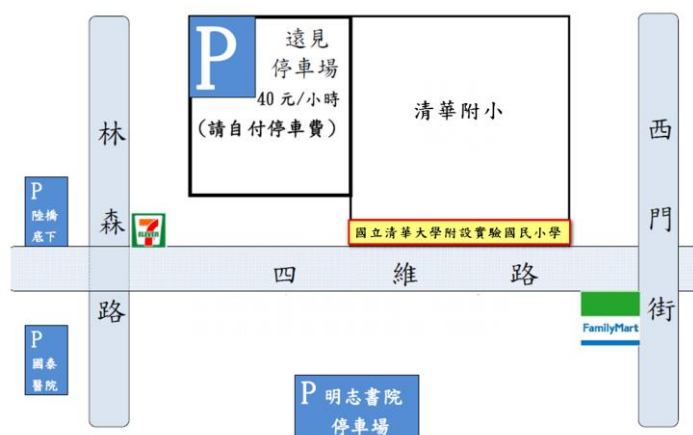 P
遠見
停車場
40 元/小時
(請自付停車費)
清華附小
林森路
西門街
P
陸橋
底下
7
ELEVEN
國立清華大學附設實驗國民小學
四維路
FamilyMart
P
國泰
醫院
P 明志書院
停車場